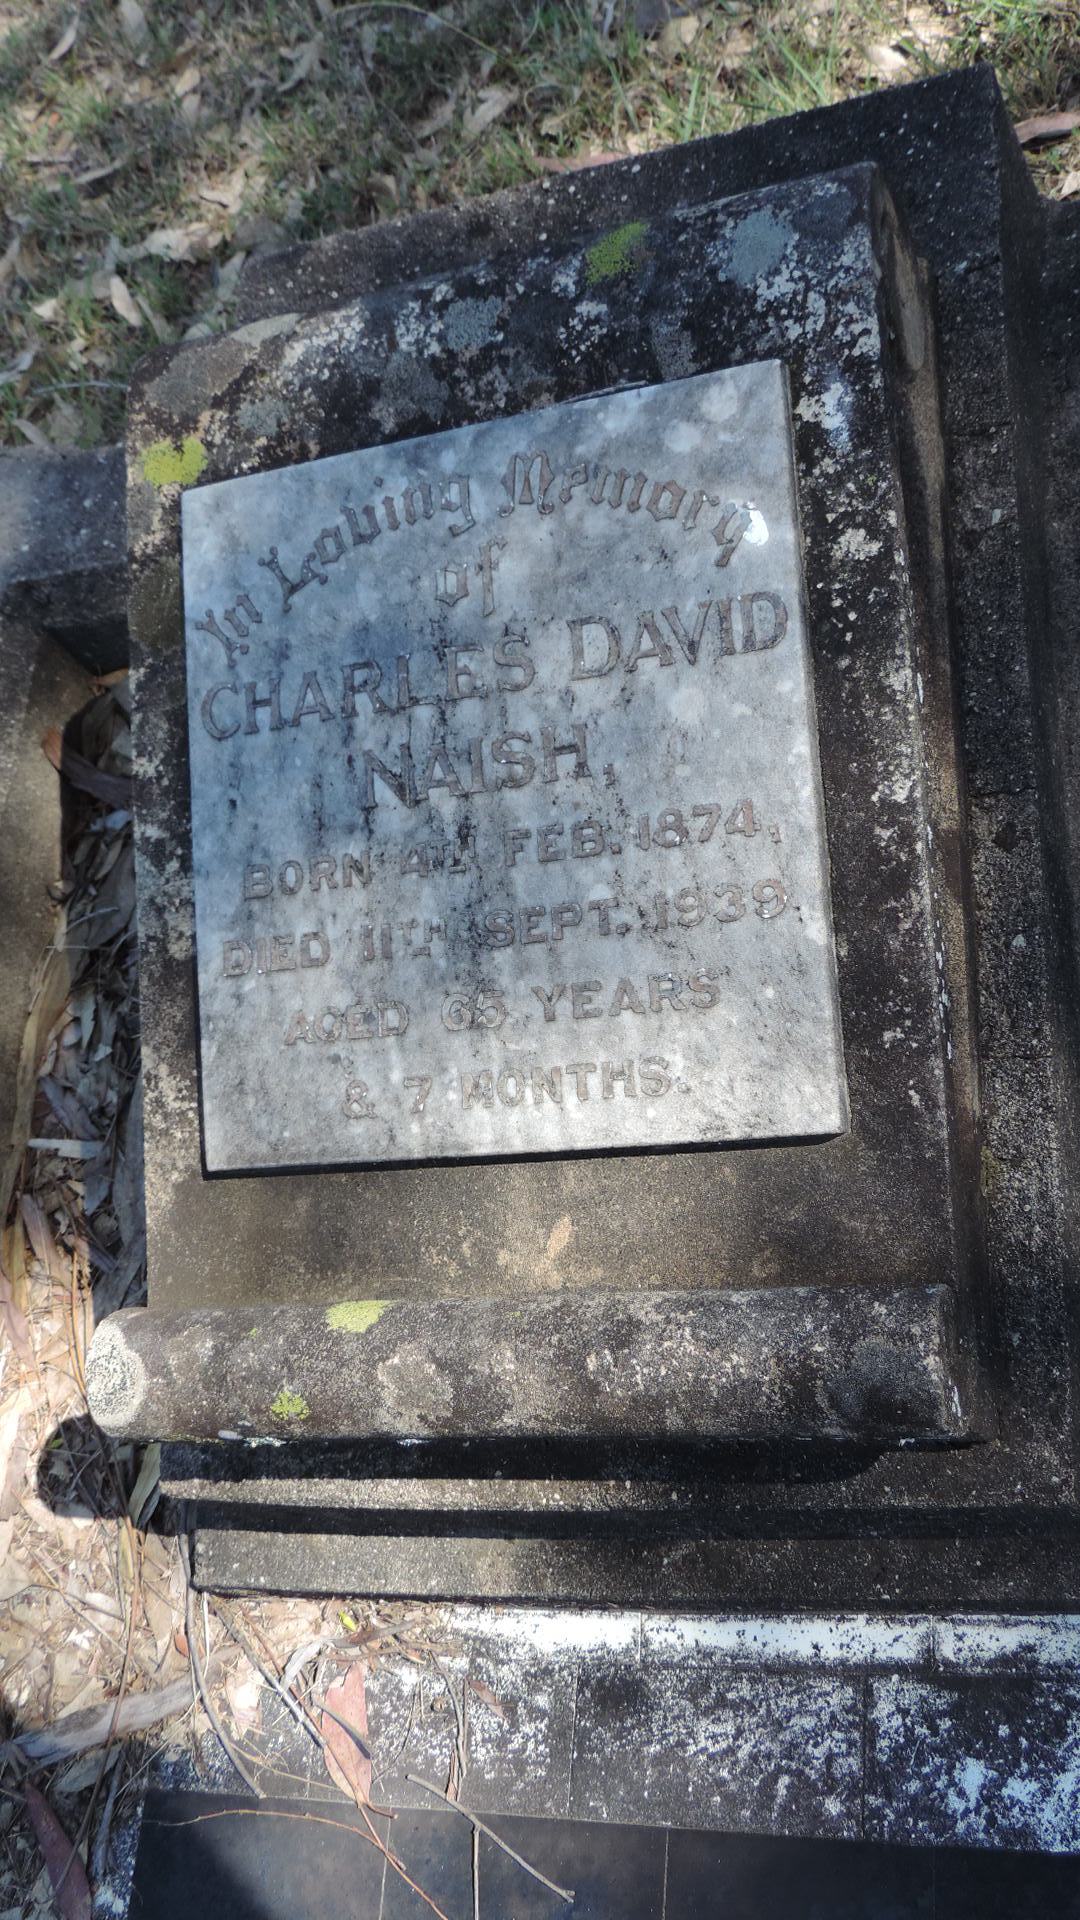 In Loving Memory
of
CHARLES DAVID
NAISH,
BORN 4TH FEB. 1874,
DIED 11TH SEPT. 1939
AGED 65 YEARS
& 7 MONTHS.